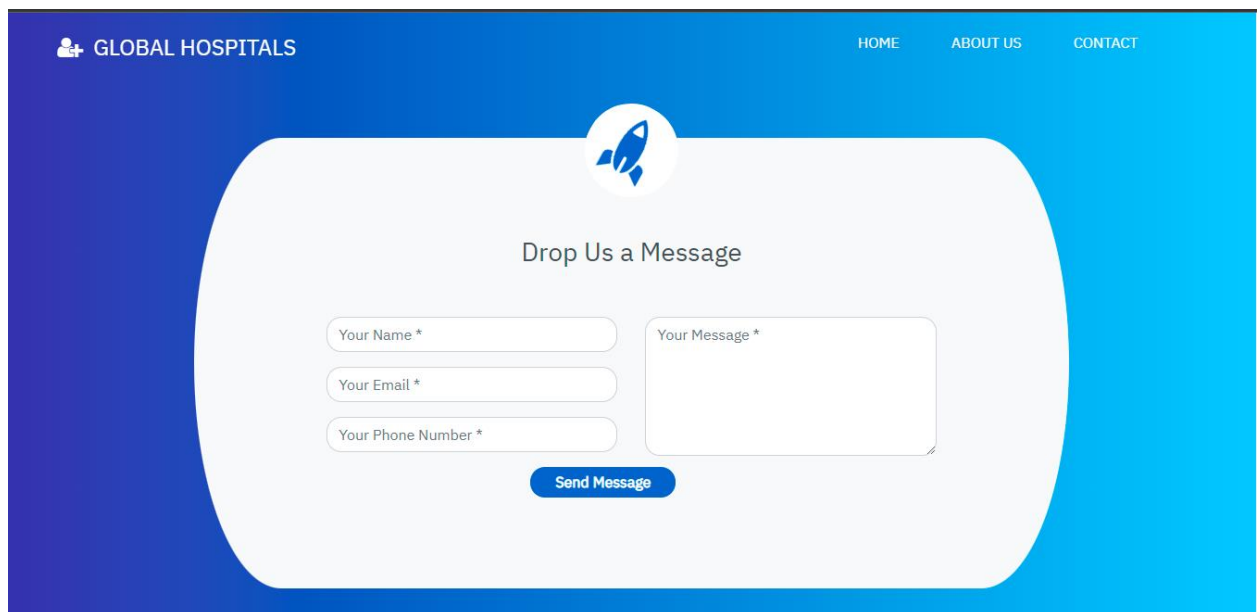 GLOBAL HOSPITALS
HOME ABOUT US CONTACT
Drop Us a Message
Your Name *
Your Email *
Your Phone Number *
Your Message *
Send Message